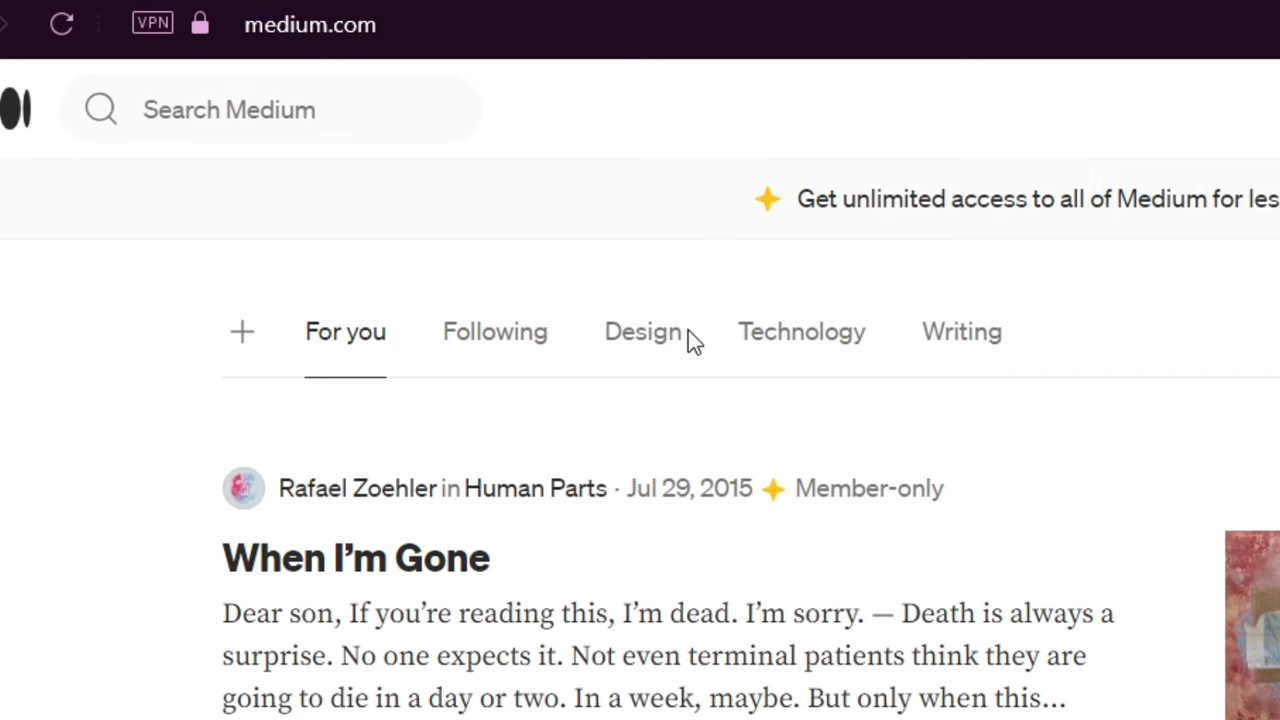 VPN medium.com
Search Medium
Get unlimited access to all of Medium for les
For you Following Design Technology Writing
Rafael Zoehler in Human Parts · Jul 29, 2015 Member-only
When I’m Gone
Dear son, If you’re reading this, I’m dead. I’m sorry. — Death is always a
surprise. No one expects it. Not even terminal patients think they are
going to die in a day or two. In a week, maybe. But only when this…